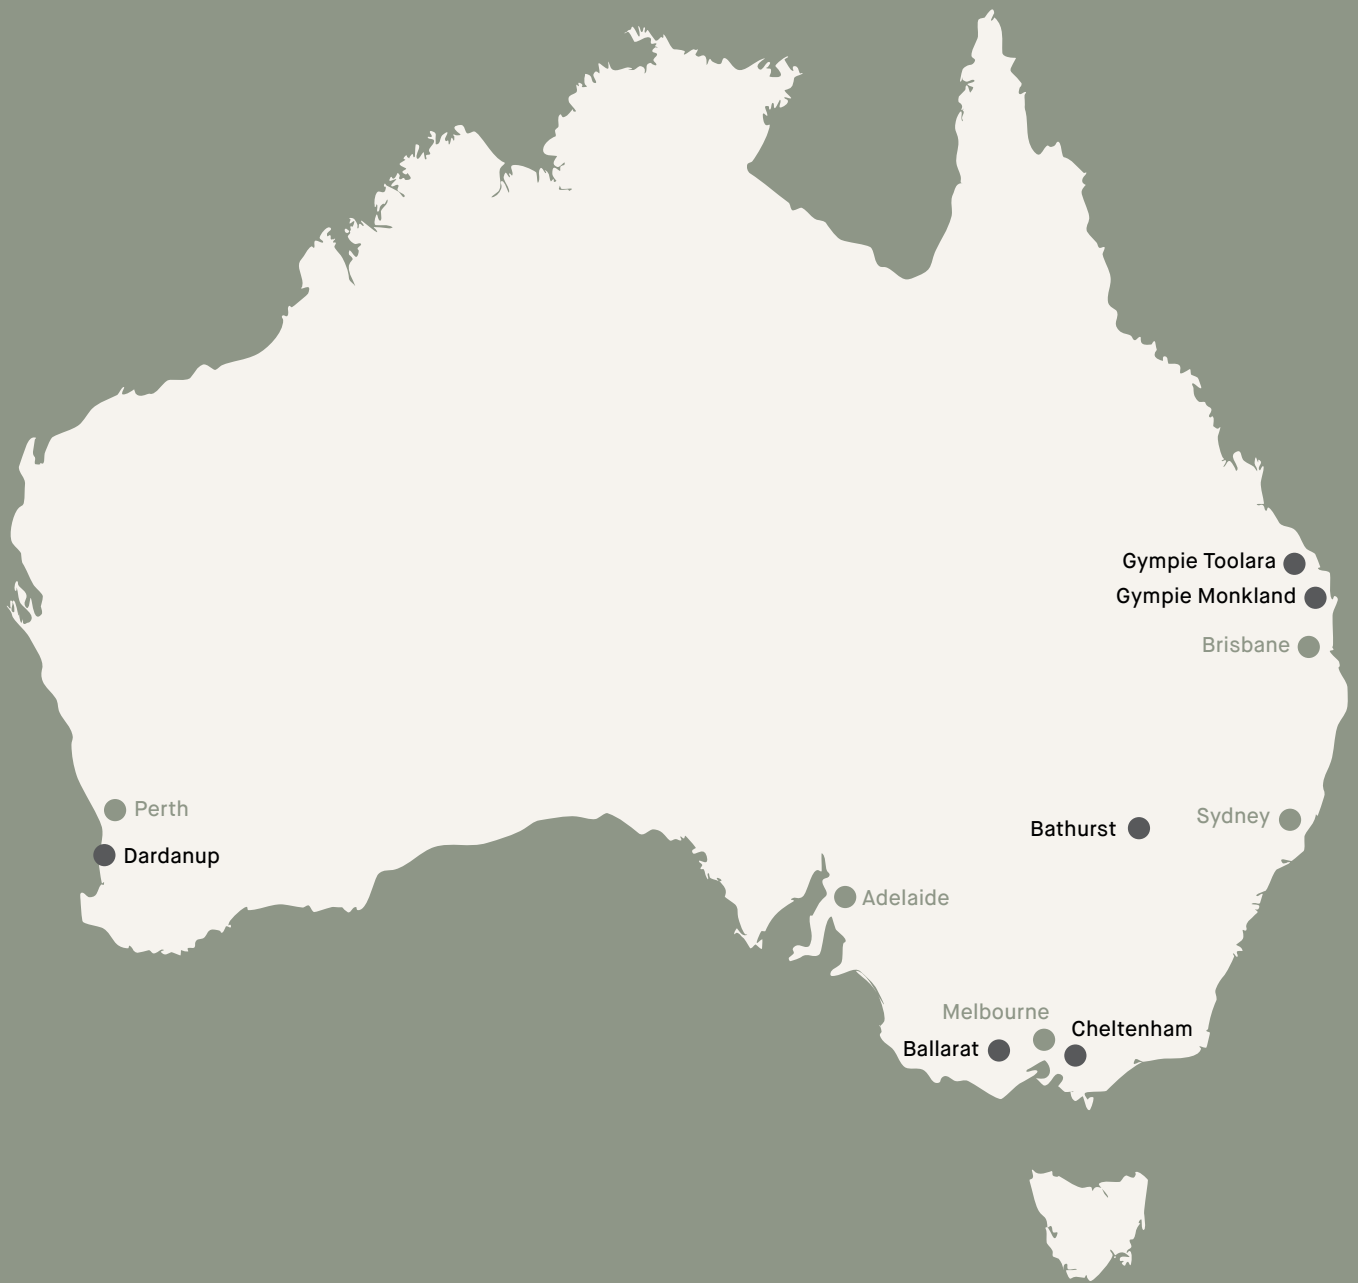 Gympie Toolara
Gympie Monkland
Brisbane
Perth
Sydney
Bathurst
Dardanup
Adelaide
Melbourne
Cheltenham
Ballarat